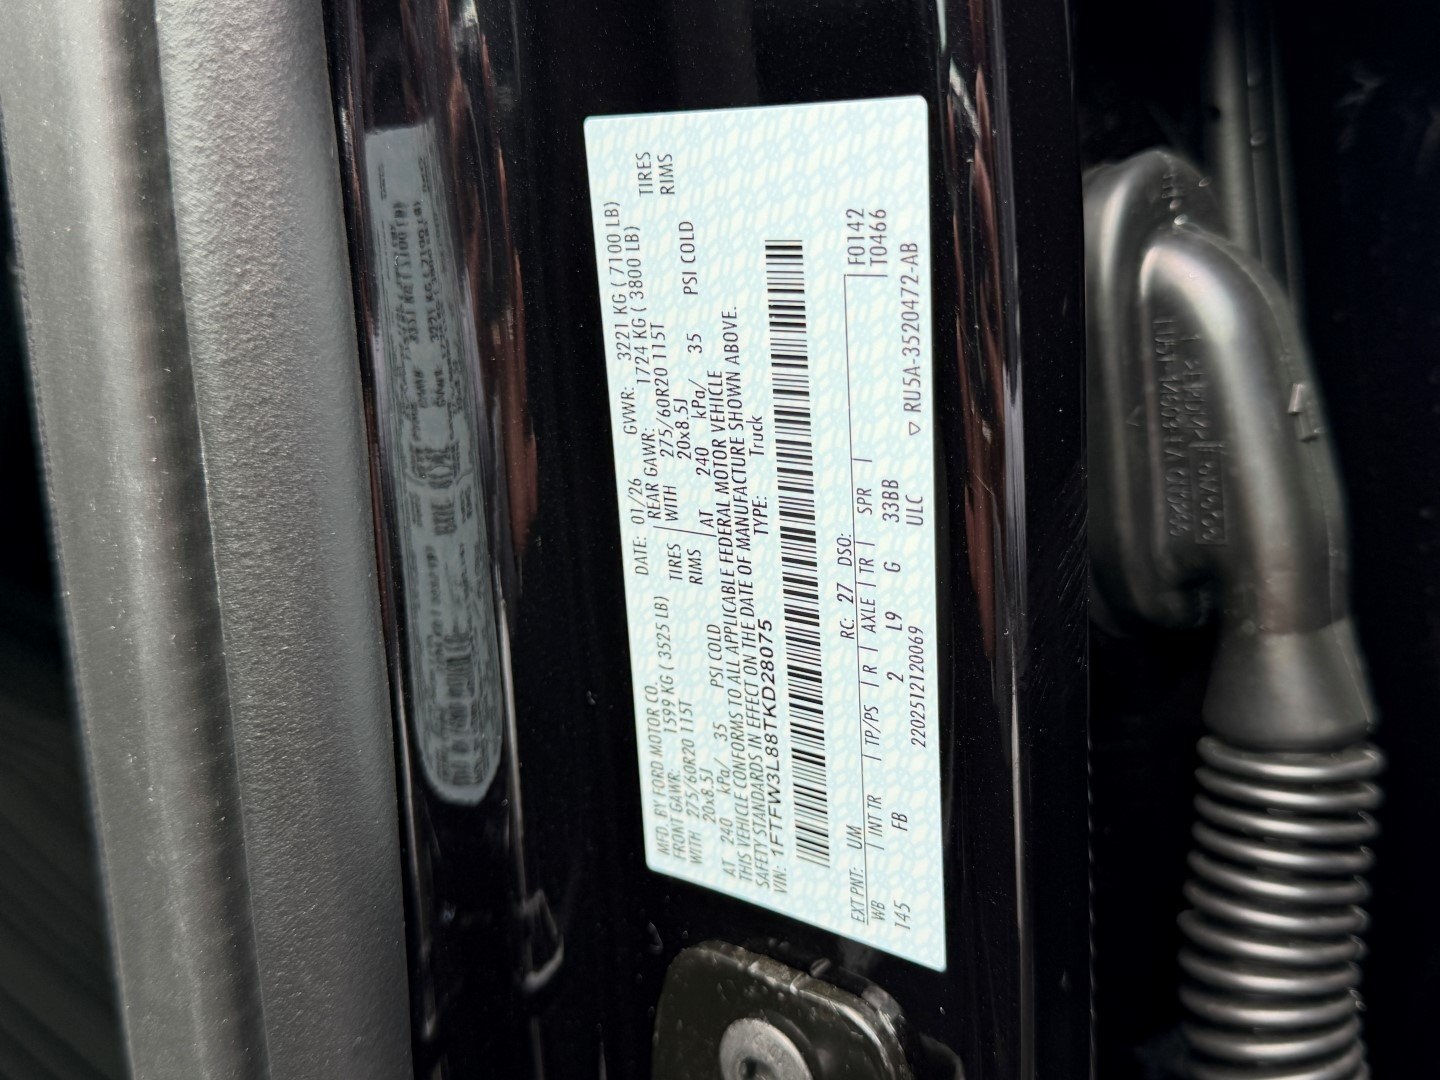 MFD. BY FORD MOTOR CO.
DATE: 01/26 GVWR: 3221 KG ( 7100 LB)
FRONT GAWR: 1599 KG ( 3525 LB) REAR GAWR: 1724 KG ( 3800 LB)
WITH 275/60R20 115T TIRES WITH 275/60R20 115T TIRES
20x8.5J RIMS 20x8.5J RIMS
AT 240 kPa/ 35 PSI COLD AT 240 kPa/ 35 PSI COLD
THIS VEHICLE CONFORMS TO ALL APPLICABLE FEDERAL MOTOR VEHICLE
SAFETY STANDARDS IN EFFECT ON THE DATE OF MANUFACTURE SHOWN ABOVE.
VIN: 1FTFW3L88TKD28075 TYPE: Truck
EXT PNT: UM RC: 27 DSO: F0142
WB | INT TR | TP/PS | R | AXLE | TR | SPR | T0466
145 FB 2 L9 G 33BB
2202512120069 ULC ▽ RU5A-3520472-AB